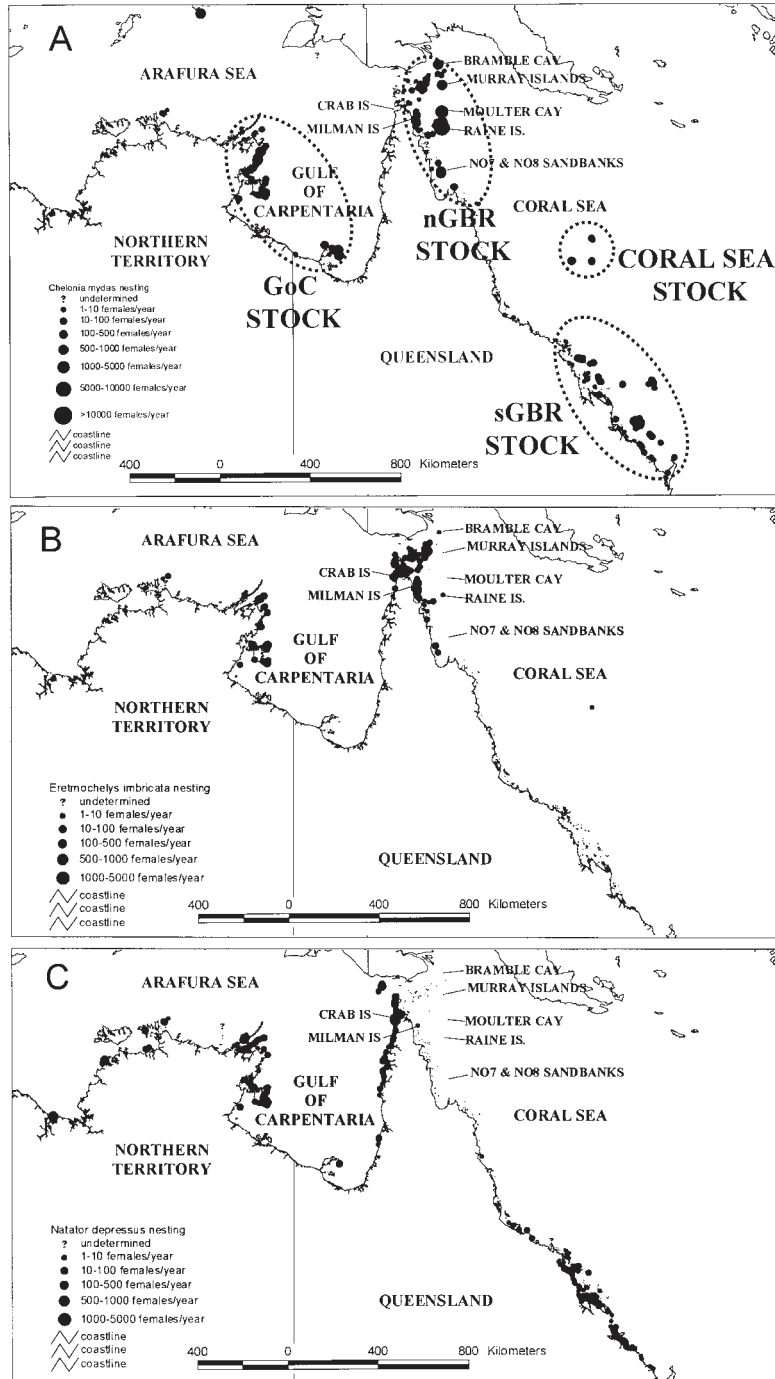 A
ARAFURA SEA
BRAMBLE CAY
MURRAY ISLANDS
CRAB IS
MOULTER CAY
MILMAN IS
RAINE IS.
GULF
OF
CARPENTARIA
NO7 & NO8 SANDBANKS
NORTHERN
TERRITORY
nGBR
STOCK
CORAL SEA
CORAL SEA
STOCK
GoC
STOCK
Chelonia mydas nesting
? undetermined
1-10 females/year
10-100 females/year
100-500 females/year
500-1000 females/year
1000-5000 females/year
5000-10000 females/year
>10000 females/year
coastline
coastline
coastline
QUEENSLAND
sGBR
STOCK
400 0 400 800 Kilometers
B
ARAFURA SEA
BRAMBLE CAY
MURRAY ISLANDS
CRAB IS
MOULTER CAY
MILMAN IS
RAINE IS.
GULF
OF
CARPENTARIA
NO7 & NO8 SANDBANKS
CORAL SEA
NORTHERN
TERRITORY
Eretmochelys imbricata nesting
? undetermined
1-10 females/year
10-100 females/year
100-500 females/year
500-1000 females/year
1000-5000 females/year
coastline
coastline
coastline
QUEENSLAND
400 0 400 800 Kilometers
C
ARAFURA SEA
BRAMBLE CAY
MURRAY ISLANDS
CRAB IS
MOULTER CAY
MILMAN IS
RAINE IS.
?
GULF
OF
CARPENTARIA
NO7 & NO8 SANDBANKS
CORAL SEA
NORTHERN
TERRITORY
Natator depressus nesting
? undetermined
1-10 females/year
10-100 females/year
100-500 females/year
500-1000 females/year
1000-5000 females/year
coastline
coastline
coastline
QUEENSLAND
400 0 400 800 Kilometers